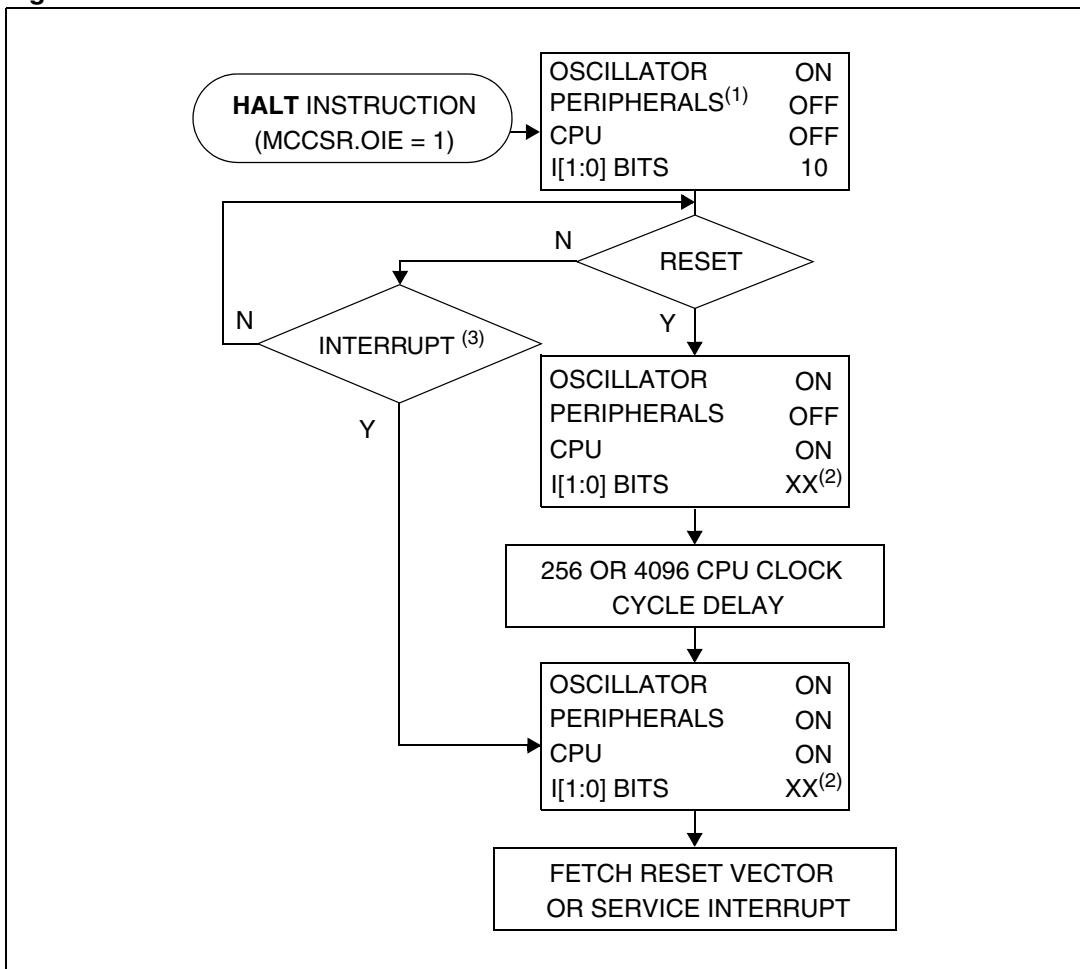 HALT INSTRUCTION
(MCCSR.OIE = 1)
OSCILLATOR ON
PERIPHERALS(1) OFF
CPU OFF
I[1:0] BITS 10
N
RESET
Y
N
INTERRUPT (3)
Y
OSCILLATOR ON
PERIPHERALS OFF
CPU ON
I[1:0] BITS XX(2)
256 OR 4096 CPU CLOCK
CYCLE DELAY
OSCILLATOR ON
PERIPHERALS ON
CPU ON
I[1:0] BITS XX(2)
FETCH RESET VECTOR
OR SERVICE INTERRUPT